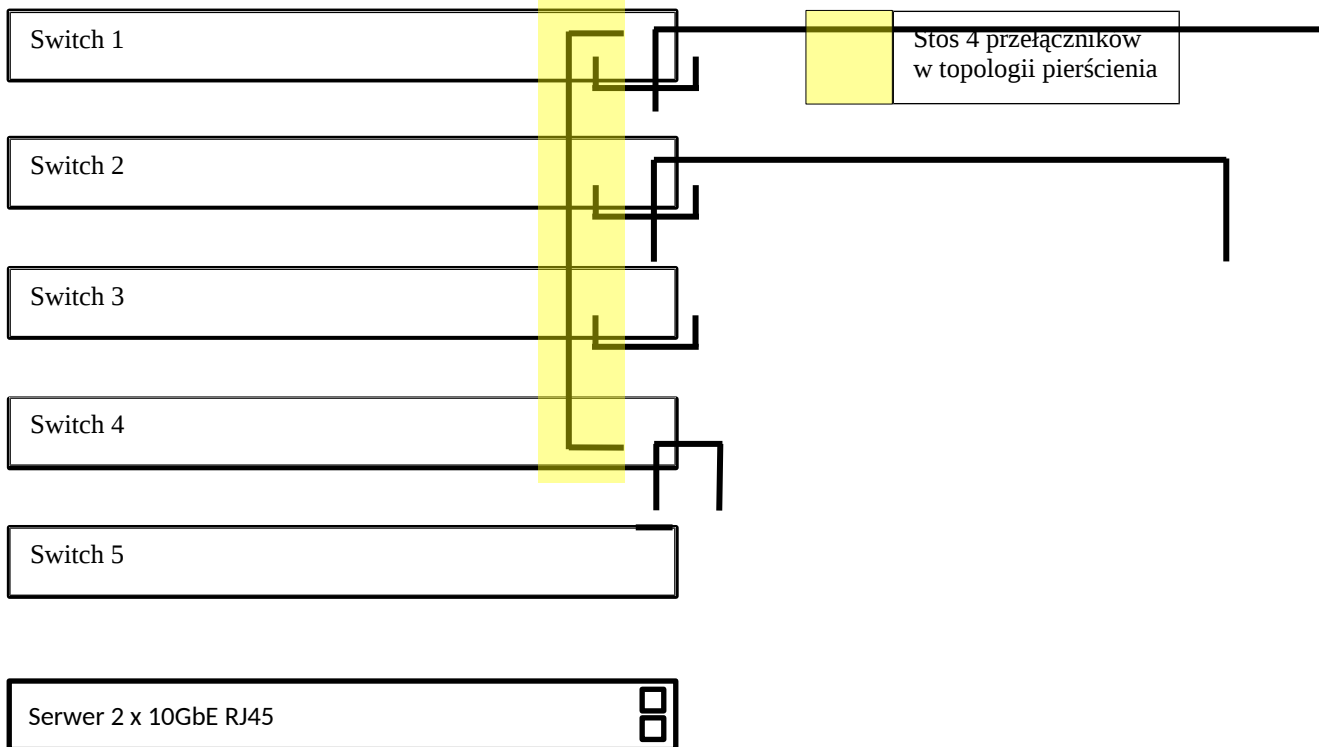 Switch 1
Stos 4 przełączników
w topologii pierścienia
Switch 2
Switch 3
Switch 4
Switch 5
Serwer 2 x 10GbE RJ45